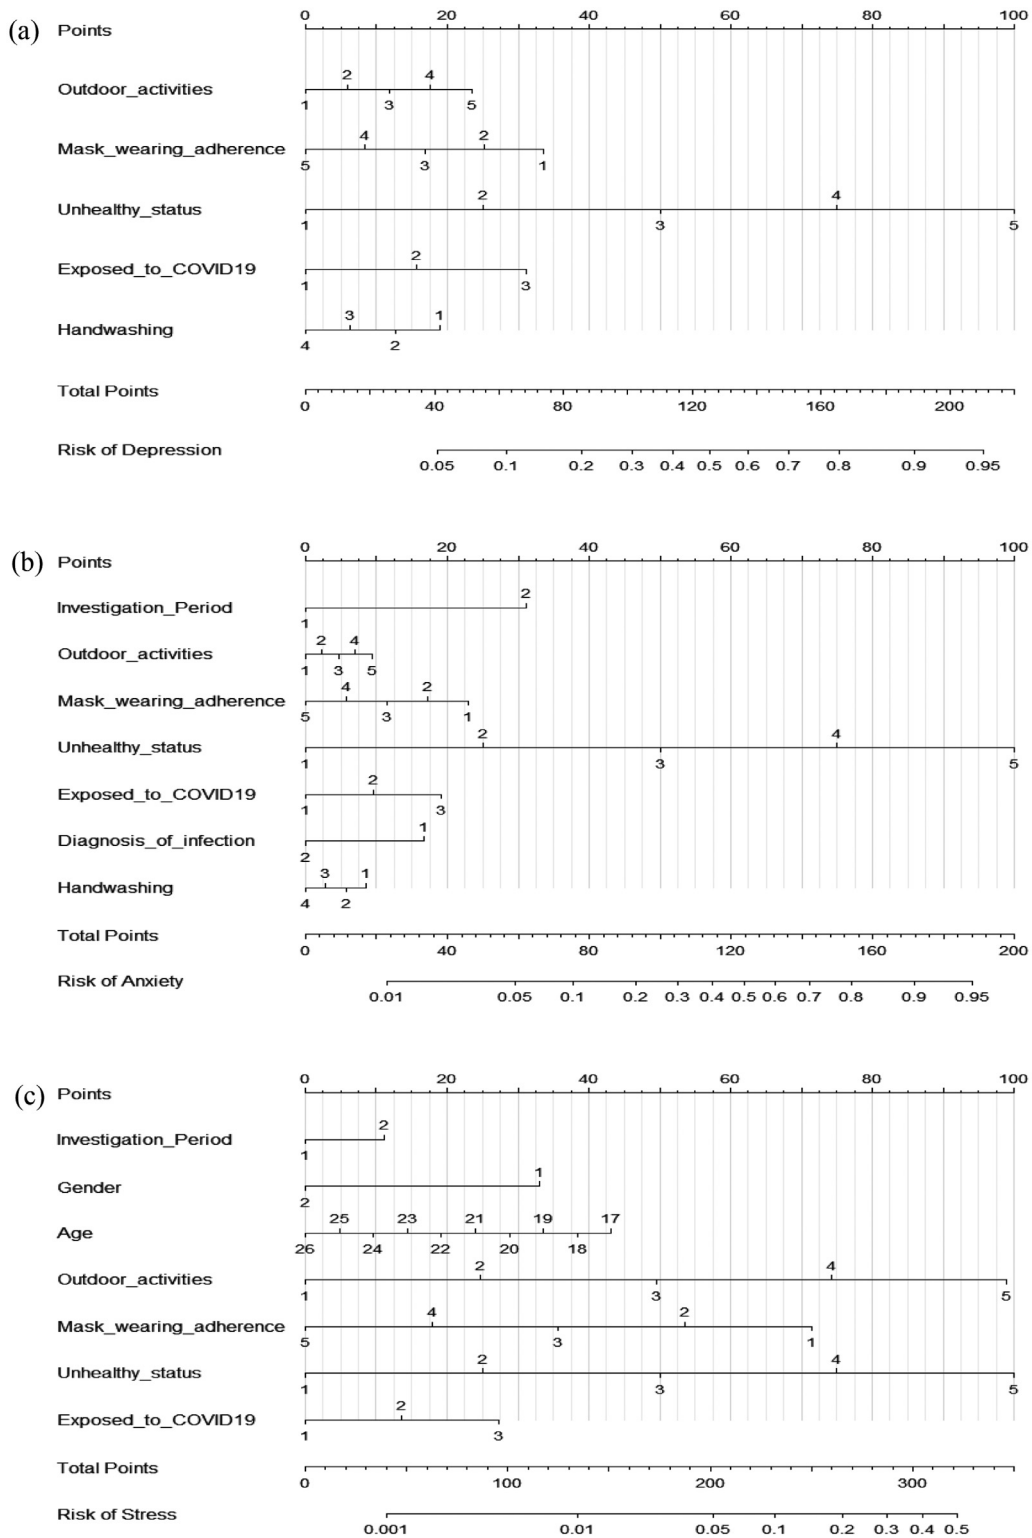 (a) Points 0 20 40 60 80 100
Outdoor_activities 1 2 3 4 5
Mask_wearing_adherence 5 4 3 2 1
Unhealthy_status 1 2 3 4 5
Exposed_to_COVID19 1 2 3
Handwashing 4 3 2 1
Total Points 0 40 80 120 160 200
Risk of Depression 0.05 0.1 0.2 0.3 0.4 0.5 0.6 0.7 0.8 0.9 0.95
(b) Points 0 20 40 60 80 100
Investigation_Period 1 2
Outdoor_activities 1 2 3 4 5
Mask_wearing_adherence 5 4 3 2 1
Unhealthy_status 1 2 3 4 5
Exposed_to_COVID19 1 2 3
Diagnosis_of_infection 2 1
Handwashing 4 3 2 1
Total Points 0 40 80 120 160 200
Risk of Anxiety 0.01 0.05 0.1 0.2 0.3 0.4 0.5 0.6 0.7 0.8 0.9 0.95
(c) Points 0 20 40 60 80 100
Investigation_Period 1 2
Gender 2 1
Age 26 25 24 23 22 21 20 19 18 17
Outdoor_activities 1 2 3 4 5
Mask_wearing_adherence 5 4 3 2 1
Unhealthy_status 1 2 3 4 5
Exposed_to_COVID19 1 2 3
Total Points 0 100 200 300
Risk of Stress 0.001 0.01 0.05 0.1 0.2 0.3 0.4 0.5